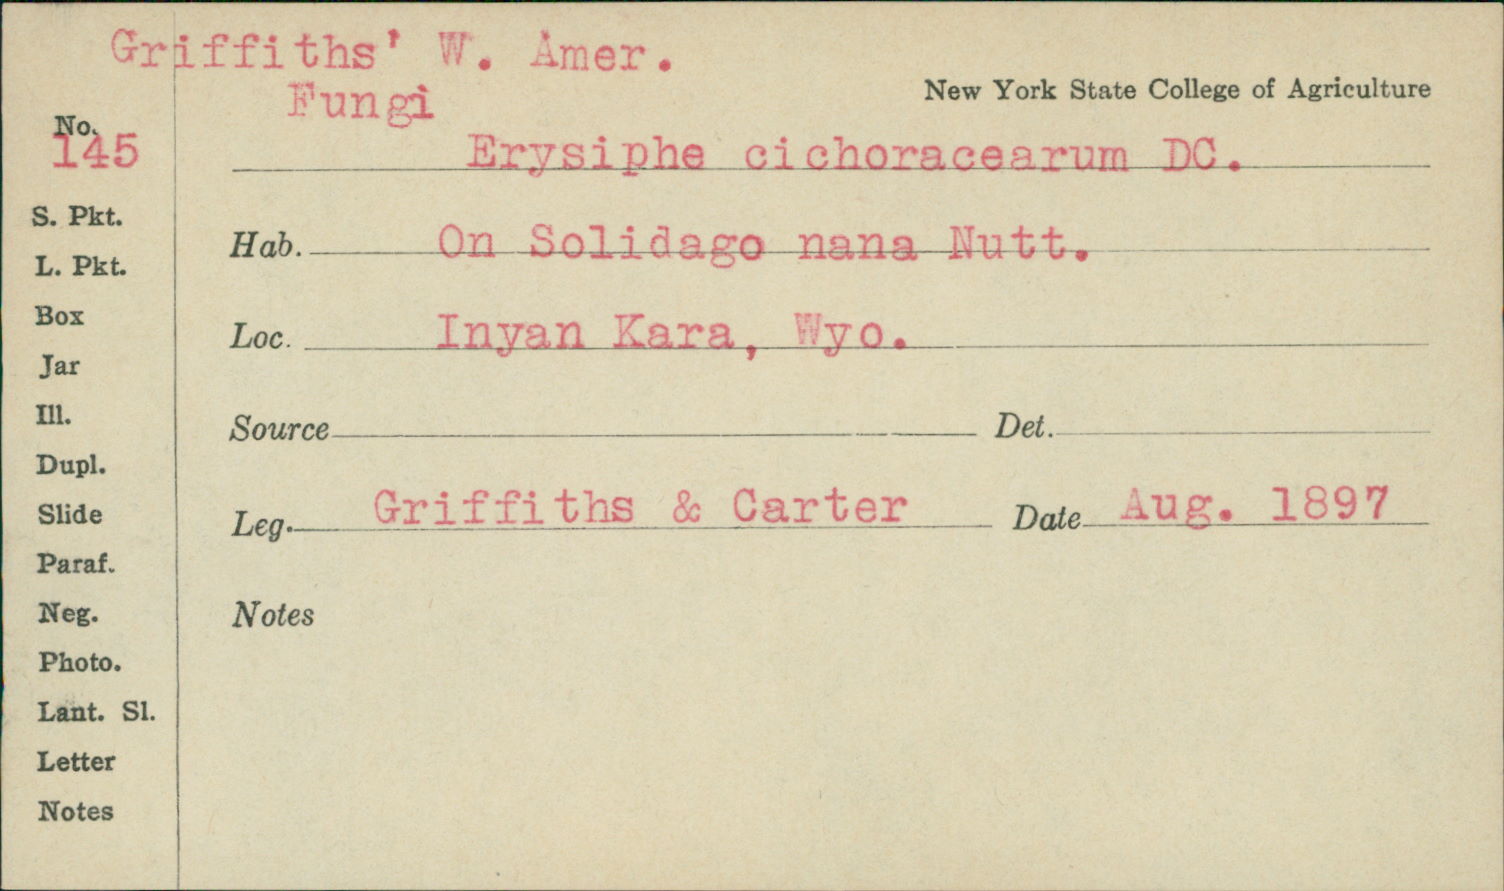 Griffiths' W. Amer.
Fungi
New York State College of Agriculture
No.
145
Erysiphe cichoracearum DC.
S. Pkt.
Hab. On Solidago nana Nutt.
L. Pkt.
Box
Loc. Inyan Kara, Wyo.
Jar
Ill.
Source Det.
Dupl.
Slide
Leg. Griffiths & Carter Date Aug. 1897
Paraf.
Neg.
Notes
Photo.
Lant. Sl.
Letter
Notes